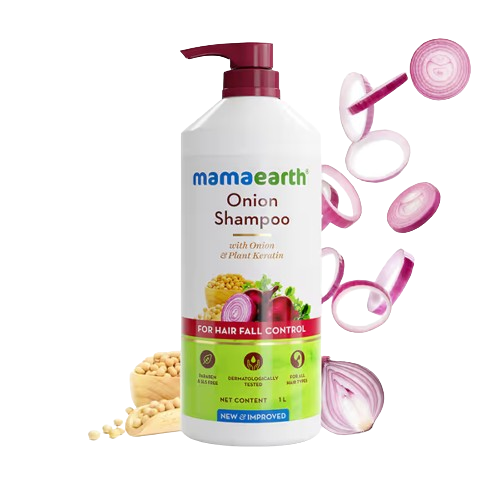 mamaearth®
Onion
Shampoo
with Onion
& Plant Keratin
FOR HAIR FALL CONTROL
PARABEN
& SLS FREE
DERMATOLOGICALLY
TESTED
FOR ALL
HAIR TYPES
NET CONTENT 1 L
NEW & IMPROVED